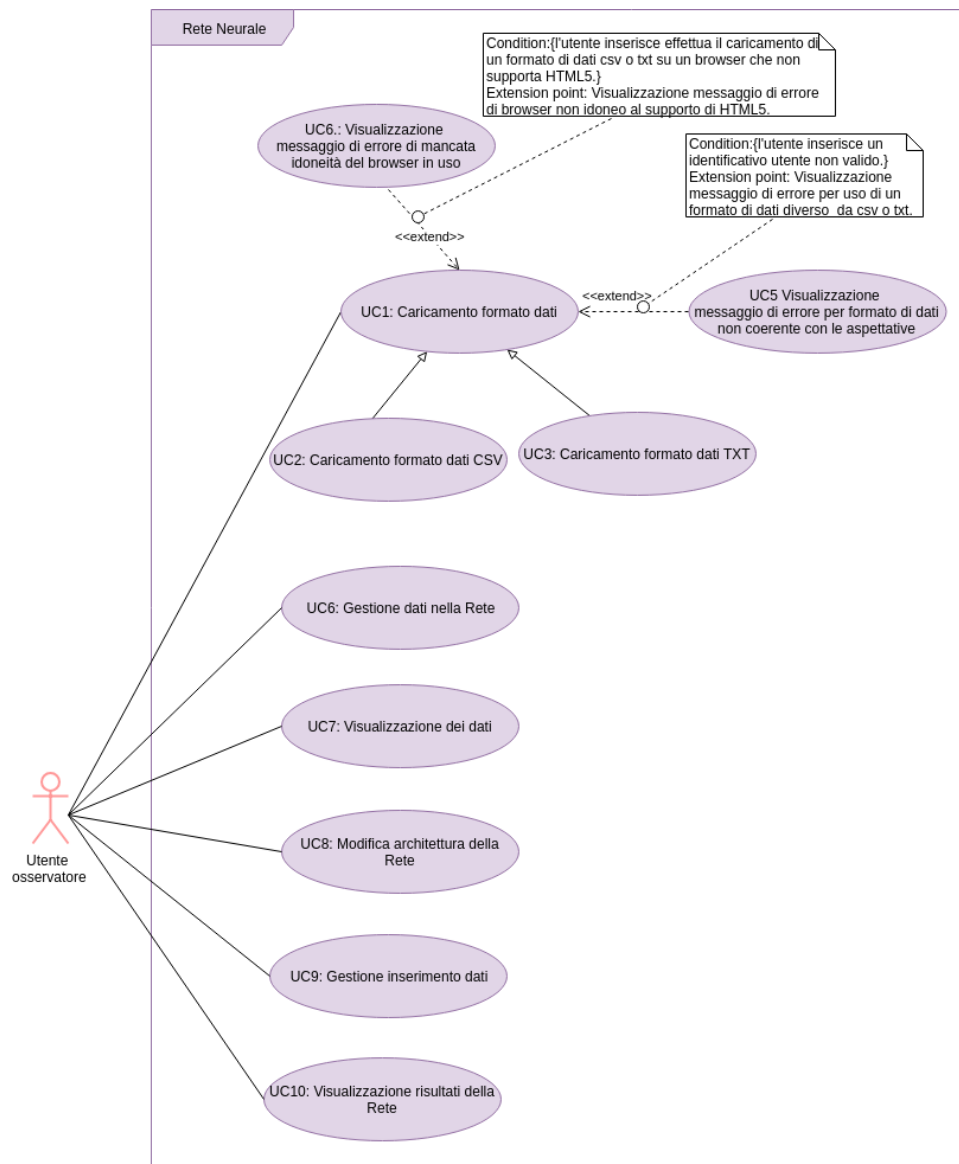 Rete Neurale
Condition:{l'utente inserisce effettua il caricamento di
un formato di dati csv o txt su un browser che non
supporta HTML5.}
Extension point: Visualizzazione messaggio di errore
di browser non idoneo al supporto di HTML5.
UC6.: Visualizzazione
messaggio di errore di mancata
idoneità del browser in uso
Condition:{l'utente inserisce un
identificativo utente non valido.}
Extension point: Visualizzazione
messaggio di errore per uso di un
formato di dati diverso  da csv o txt.
<<extend>>
<<extend>>
UC1: Caricamento formato dati
UC5 Visualizzazione
messaggio di errore per formato di dati
non coerente con le aspettative
UC2: Caricamento formato dati CSV
UC3: Caricamento formato dati TXT
UC6: Gestione dati nella Rete
UC7: Visualizzazione dei dati
UC8: Modifica architettura della
Rete
Utente
osservatore
UC9: Gestione inserimento dati
UC10: Visualizzazione risultati della
Rete